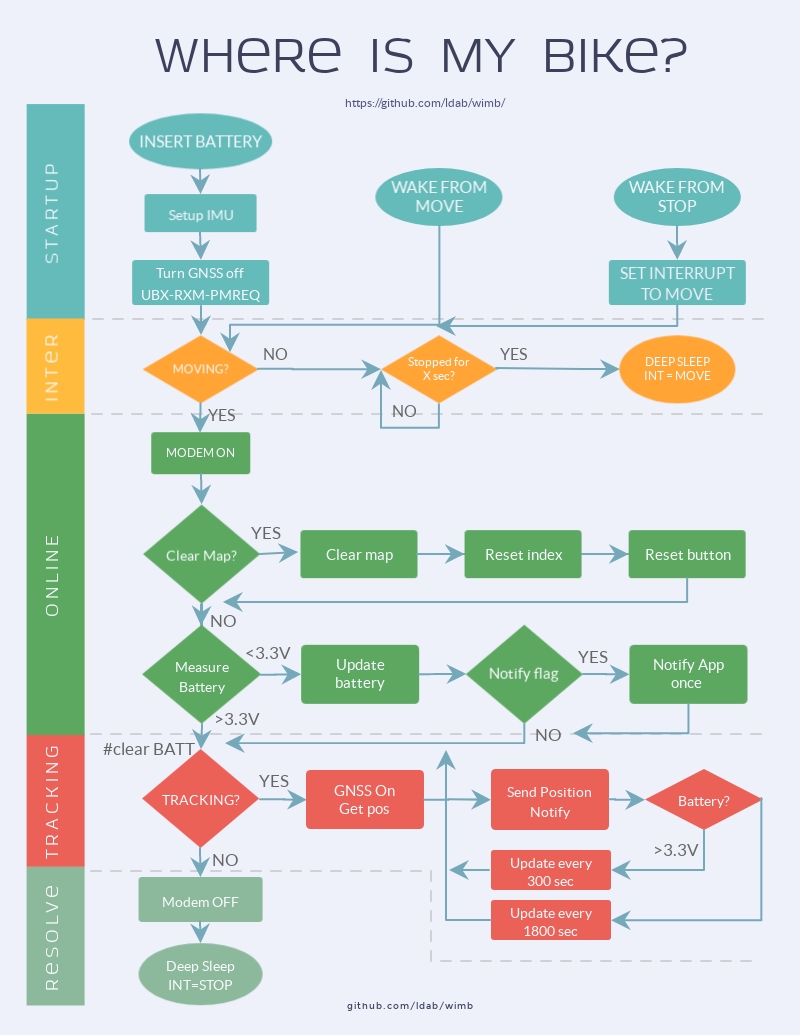 WHERE IS MY BIKE?
https://github.com/ldab/wimb/
STARTUP
INSERT BATTERY
Setup IMU
Turn GNSS off
UBX-RXM-PMREQ
WAKE FROM
MOVE
WAKE FROM
STOP
SET INTERRUPT
TO MOVE
INTER
MOVING?
NO
Stopped for
X sec?
YES
DEEP SLEEP
INT = MOVE
NO
YES
ONLINE
MODEM ON
Clear Map?
YES
Clear map
Reset index
Reset button
NO
Measure
Battery
<3.3V
Update
battery
Notify flag
YES
Notify App
once
>3.3V
NO
TRACKING
#clear BATT
TRACKING?
YES
GNSS On
Get pos
Send Position
Notify
Battery?
>3.3V
Update every
300 sec
Update every
1800 sec
NO
RESOLVE
Modem OFF
Deep Sleep
INT=STOP
github.com/ldab/wimb